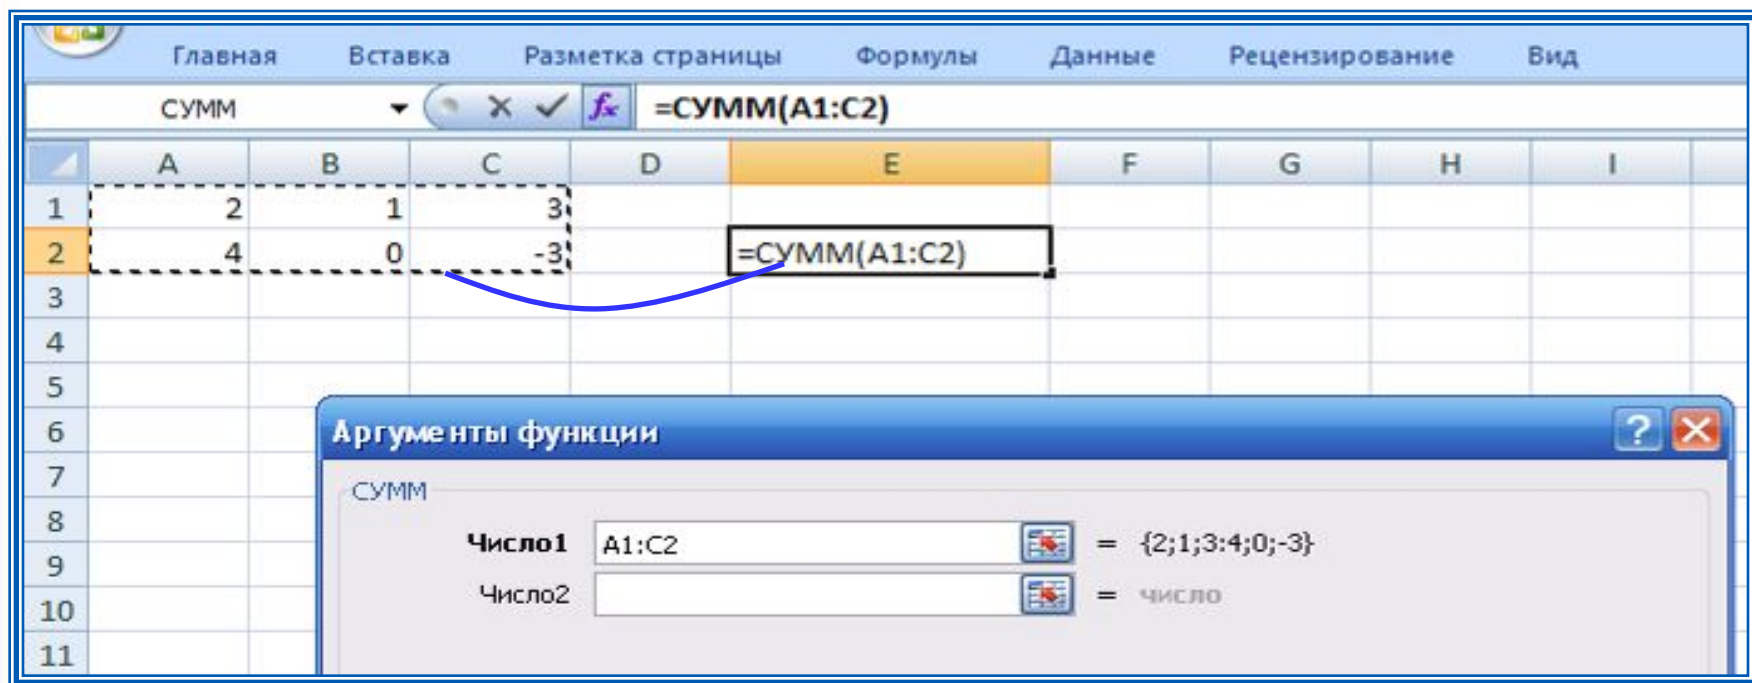 Главная Вставка Разметка страницы Формулы Данные Рецензирование Вид
СУММ fx =СУММ(A1:C2)
A B C D E F G H I
1 2 1 3
2 4 0 -3 =СУММ(A1:C2)
3
4
5
6 Аргументы функции ?
7 СУММ
8 Число1 A1:C2 = {2;1;3:4;0;-3}
9
10 Число2 = число
11